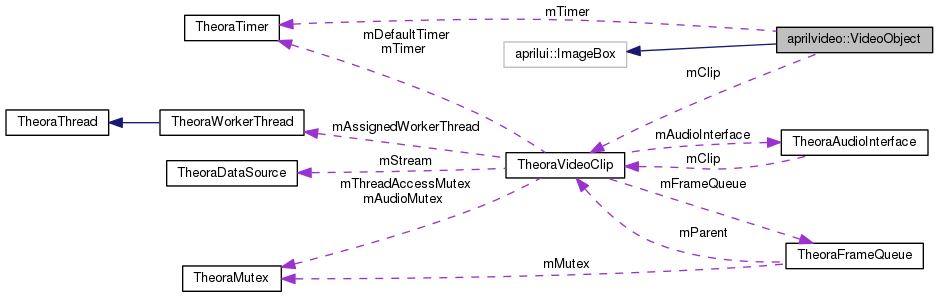 mTimer
TheoraTimer
mDefaultTimer
mTimer
aprilvideo::VideoObject
aprilui::ImageBox
mClip
TheoraThread
TheoraWorkerThread
mAssignedWorkerThread
mAudioInterface
TheoraAudioInterface
mStream
mClip
TheoraDataSource
TheoraVideoClip
mThreadAccessMutex
mAudioMutex
mFrameQueue
mParent
TheoraFrameQueue
mMutex
TheoraMutex